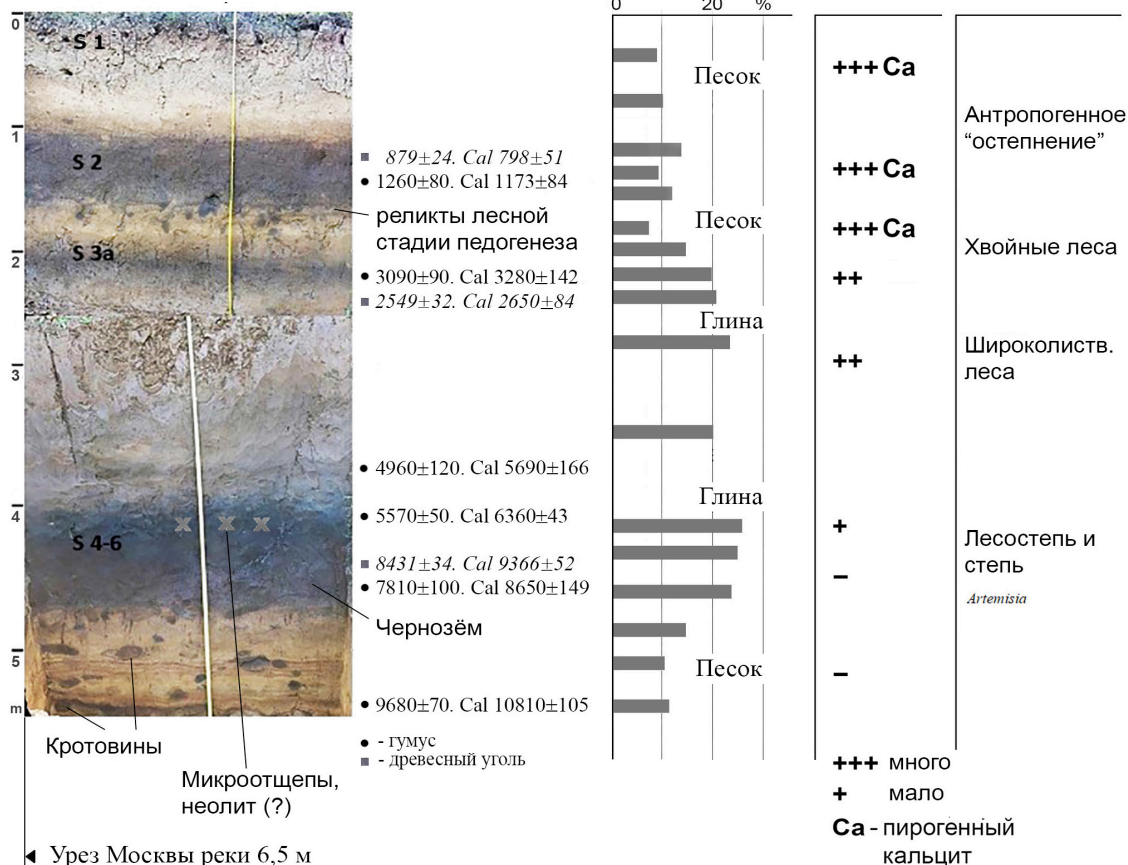 0
S 1
1
S 2
S 3a
2
3
4
S 4-6
5
m
879±24. Cal 798±51
1260±80. Cal 1173±84
реликты лесной
стадии педогенеза
3090±90. Cal 3280±142
2549±32. Cal 2650±84
4960±120. Cal 5690±166
5570±50. Cal 6360±43
8431±34. Cal 9366±52
7810±100. Cal 8650±149
Чернозём
9680±70. Cal 10810±105
- гумус
- древесный уголь
Кротовины
Микроотщепы,
неолит (?)
Урез Москвы реки 6,5 м
0 20 %
Песок
Песок
Глина
Глина
Песок
+++ Ca
+++ Ca
+++ Ca
++
++
+
–
–
Антропогенное
“остепнение”
Хвойные леса
Широколиств.
леса
Лесостепь и
степь
Artemisia
+++ много
+ мало
Ca - пирогенный
кальцит